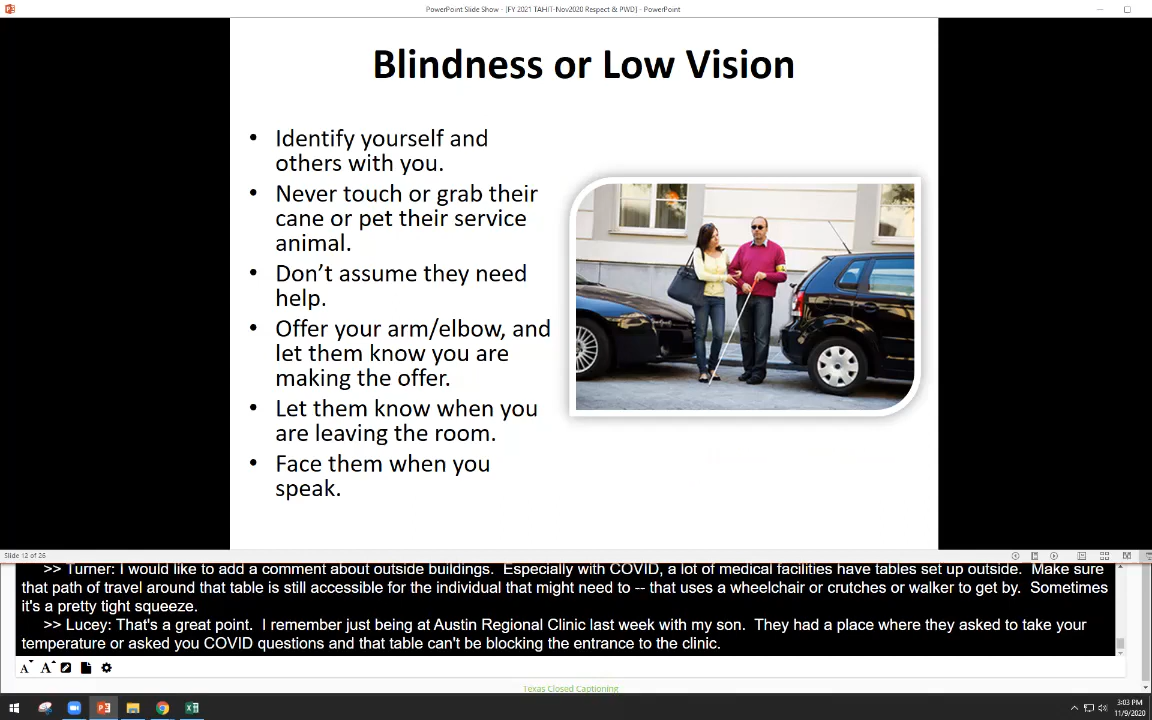 PowerPoint Slide Show - [FY 2021 TAHIT-Nov2020 Respect & PWD] - PowerPoint
Blindness or Low Vision
• Identify yourself and
others with you.
• Never touch or grab their
cane or pet their service
animal.
• Don’t assume they need
help.
• Offer your arm/elbow, and
let them know you are
making the offer.
• Let them know when you
are leaving the room.
• Face them when you
speak.
Slide 12 of 26
>> Turner: I would like to add a comment about outside buildings. Especially with COVID, a lot of medical facilities have tables set up outside. Make sure
that path of travel around that table is still accessible for the individual that might need to -- that uses a wheelchair or crutches or walker to get by. Sometimes
it's a pretty tight squeeze.
>> Lucey: That's a great point. I remember just being at Austin Regional Clinic last week with my son. They had a place where they asked to take your
temperature or asked you COVID questions and that table can't be blocking the entrance to the clinic.
A A
Texas Closed Captioning
3:03 PM
11/9/2020